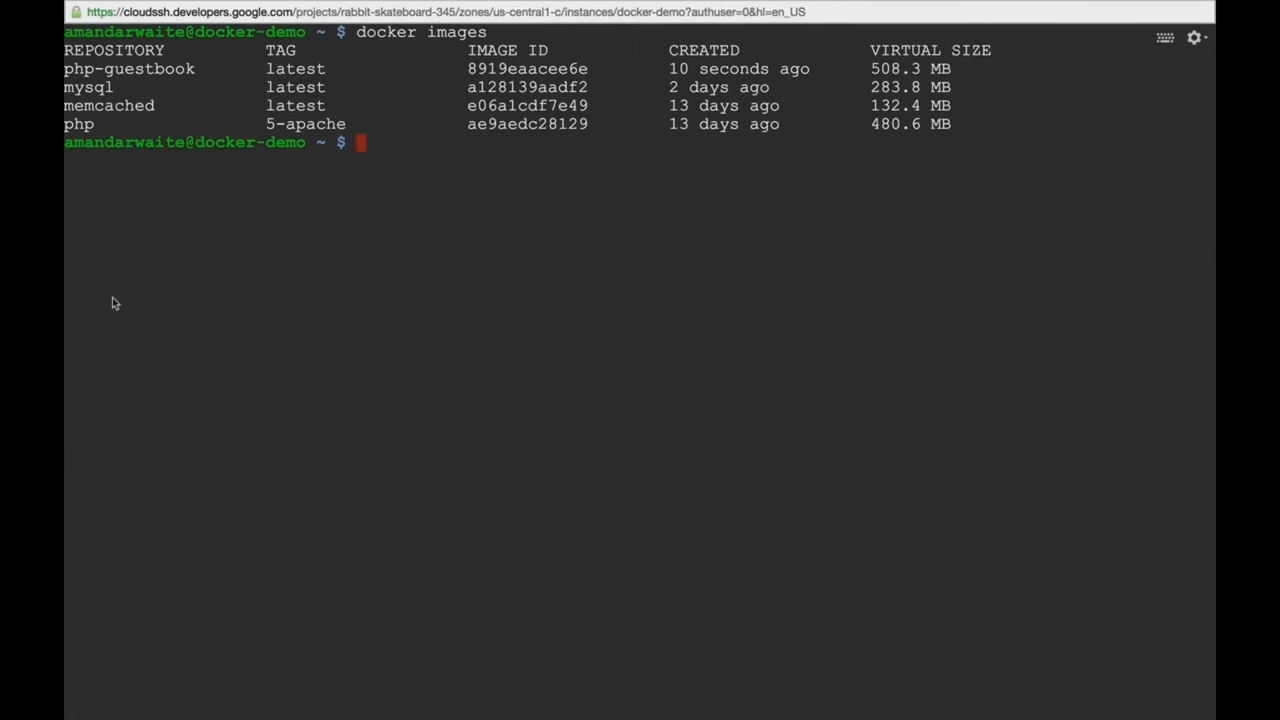 https://cloudssh.developers.google.com/projects/rabbit-skateboard-345/zones/us-central1-c/instances/docker-demo?authuser=0&hl=en_US
amandarwaite@docker-demo ~ $ docker images
REPOSITORY TAG IMAGE ID CREATED VIRTUAL SIZE
php-guestbook latest 8919eaacee6e 10 seconds ago 508.3 MB
mysql latest a128139aadf2 2 days ago 283.8 MB
memcached latest e06a1cdf7e49 13 days ago 132.4 MB
php 5-apache ae9aedc28129 13 days ago 480.6 MB
amandarwaite@docker-demo ~ $